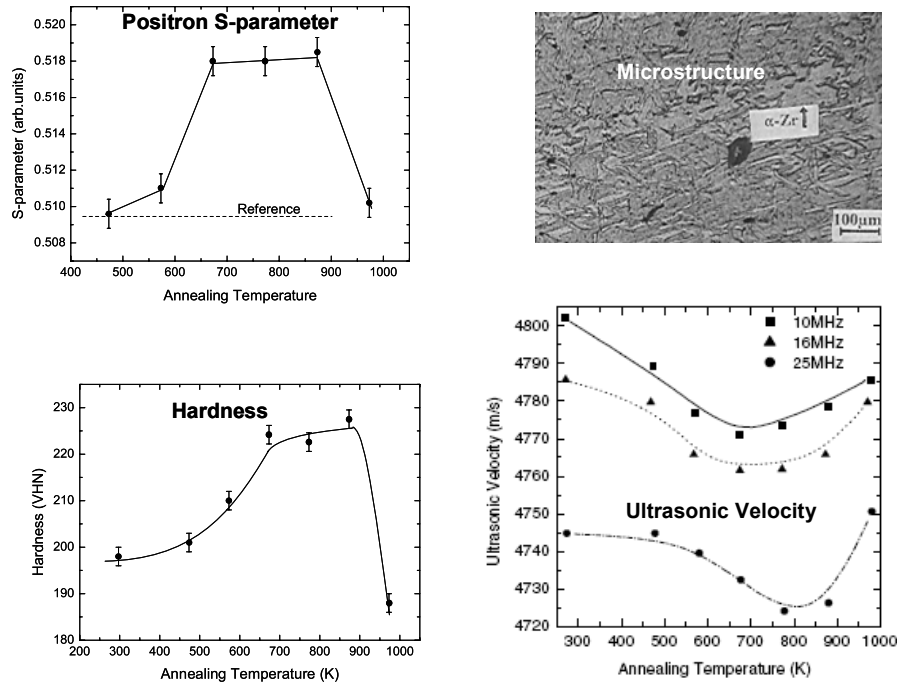 Positron S-parameter
0.520
0.518
0.516
0.514
0.512
0.510
0.508
S-parameter (arb.units)
Reference
400 500 600 700 800 900 1000
Annealing Temperature
Microstructure
α-Zr
100µm
Hardness
230
220
210
200
190
180
Hardness (VHN)
200 300 400 500 600 700 800 900 1000
Annealing Temperature (K)
4800
4790
4780
4770
4760
4740
4730
4720
Ultrasonic Velocity (m/s)
10MHz
16MHz
25MHz
Ultrasonic Velocity
300 400 500 600 700 800 900 1000
Annealing Temperature (K)